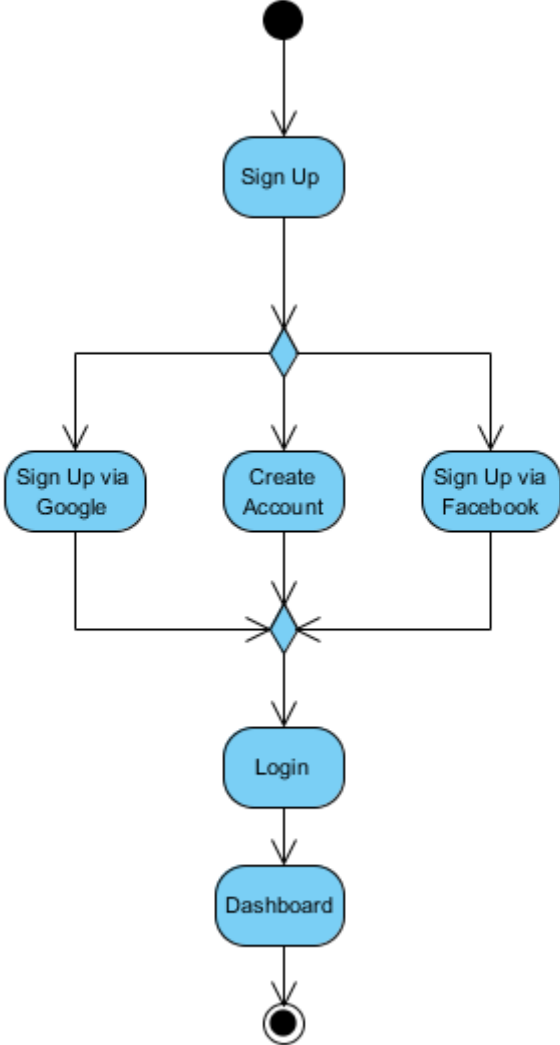 Sign Up
Sign Up via
Google
Create
Account
Sign Up via
Facebook
Login
Dashboard